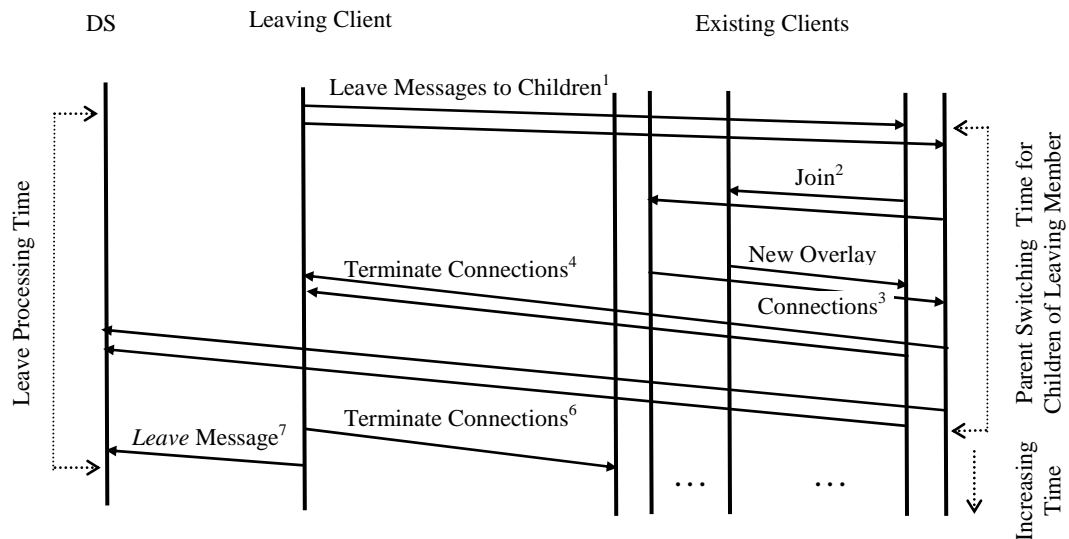 DS
Leaving Client
Existing Clients
Leave Messages to Children¹
Join²
New Overlay
Connections³
Terminate Connections⁴
Terminate Connections⁶
Leave Message⁷
... ...
Leave Processing Time
Parent Switching Time for
Children of Leaving Member
Increasing
Time